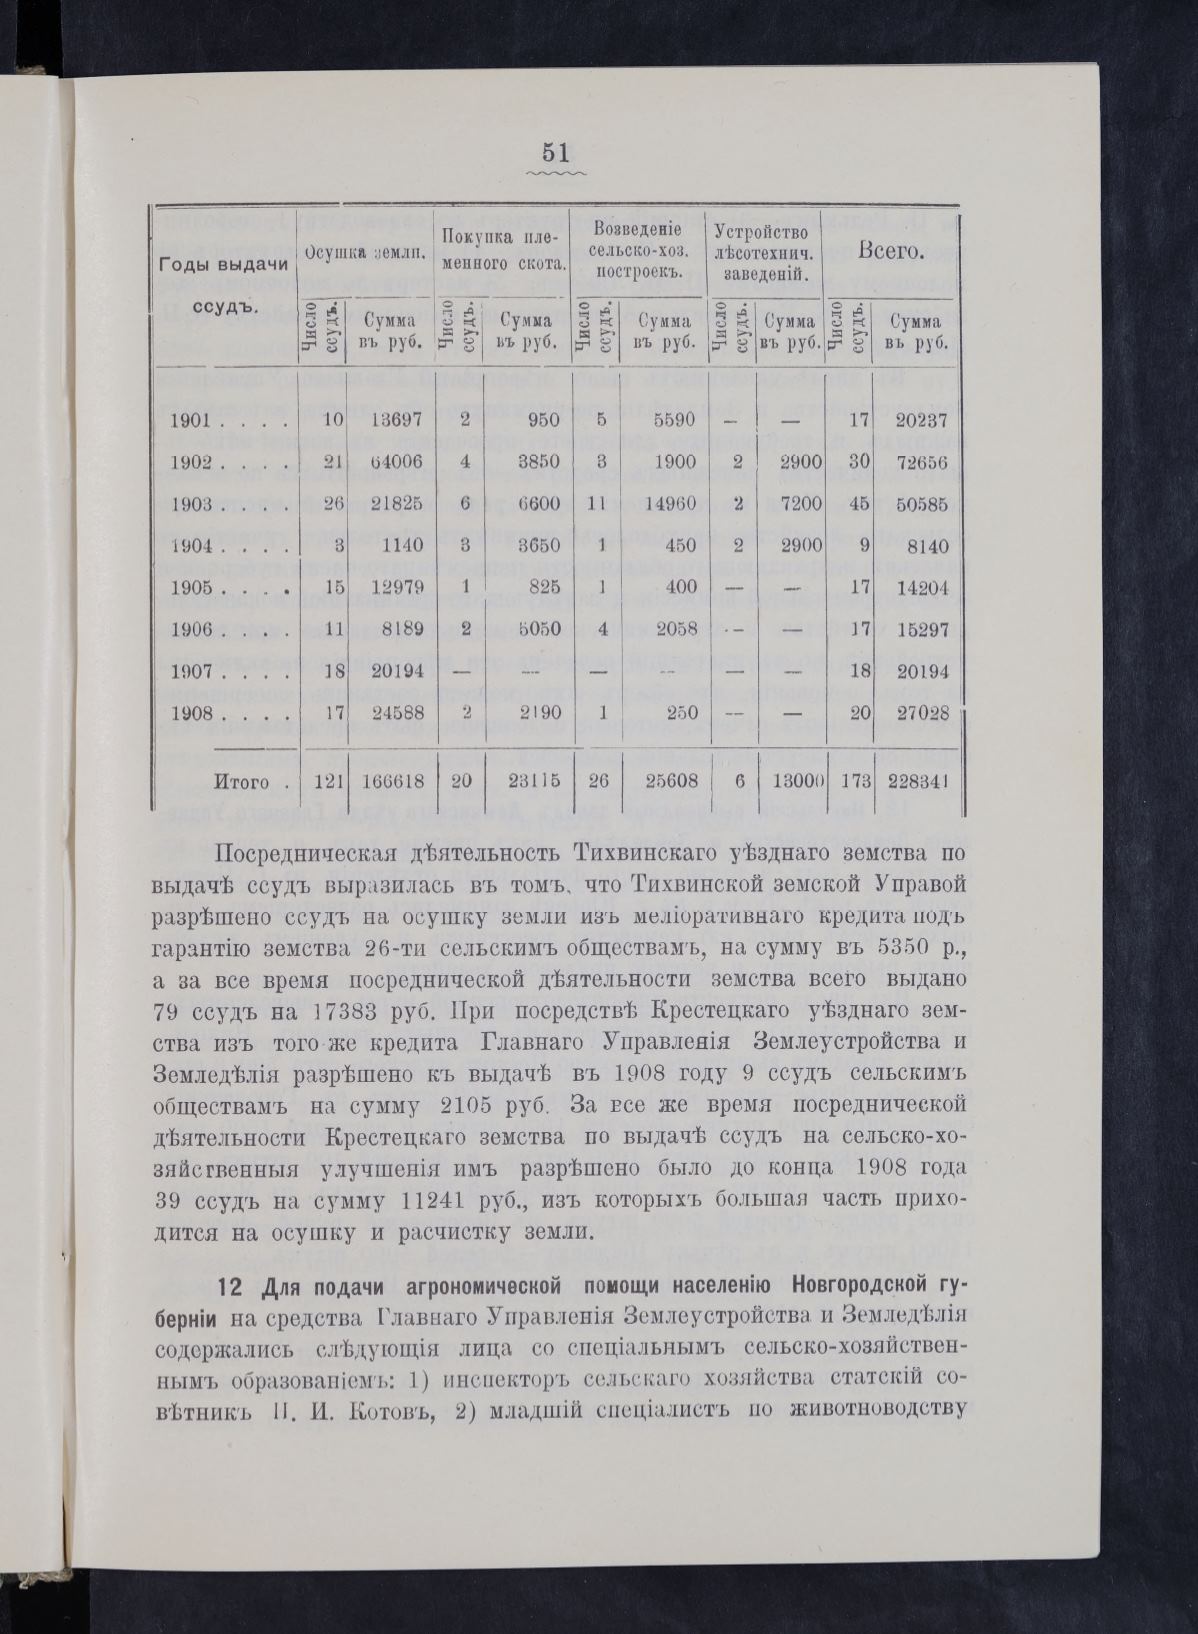 51
Годы выдачи ссудъ. Осушка земли. Покупка племенного скота. Возведеніе сельско-хоз. построекъ. Устройство лѣсотехнич. заведеній. Всего.
Число ссудъ. Сумма въ руб. Число ссудъ. Сумма въ руб. Число ссудъ. Сумма въ руб. Число ссудъ. Сумма въ руб. Число ссудъ. Сумма въ руб.
1901 . . . . 10 13697 2 950 5 5590 — — 17 20237
1902 . . . . 21 64006 4 3850 3 1900 2 2900 30 72656
1903 . . . . 26 21825 6 6600 11 14960 2 7200 45 50585
1904 . . . . 3 1140 3 3650 1 450 2 2900 9 8140
1905 . . . . 15 12979 1 825 1 400 — — 17 14204
1906 . . . . 11 8189 2 5050 4 2058 — — 17 15297
1907 . . . . 18 20194 — — — — — — 18 20194
1908 . . . . 17 24588 2 2190 1 250 — — 20 27028
Итого . 121 166618 20 23115 26 25608 6 13000 173 228341
Посредническая дѣятельность Тихвинскаго уѣзднаго земства по
выдачѣ ссудъ выразилась въ томъ, что Тихвинской земской Управой
разрѣшено ссудъ на осушку земли изъ меліоративнаго кредита подъ
гарантію земства 26-ти сельскимъ обществамъ, на сумму въ 5350 р.,
а за все время посреднической дѣятельности земства всего выдано
79 ссудъ на 17383 руб. При посредствѣ Крестецкаго уѣзднаго зем-
ства изъ того же кредита Главнаго Управленія Землеустройства и
Земледѣлія разрѣшено къ выдачѣ въ 1908 году 9 ссудъ сельскимъ
обществамъ на сумму 2105 руб. За все же время посреднической
дѣятельности Крестецкаго земства по выдачѣ ссудъ на сельско-хо-
зяйственныя улучшенія имъ разрѣшено было до конца 1908 года
39 ссудъ на сумму 11241 руб., изъ которыхъ большая часть прихо-
дится на осушку и расчистку земли.
12 Для подачи агрономической помощи населенію Новгородской гу-
берніи на средства Главнаго Управленія Землеустройства и Земледѣлія
содержались слѣдующія лица со спеціальнымъ сельско-хозяйствен-
нымъ образованіемъ: 1) инспекторъ сельскаго хозяйства статскій со-
вѣтникъ П. И. Котовъ, 2) младшій спеціалистъ по животноводству